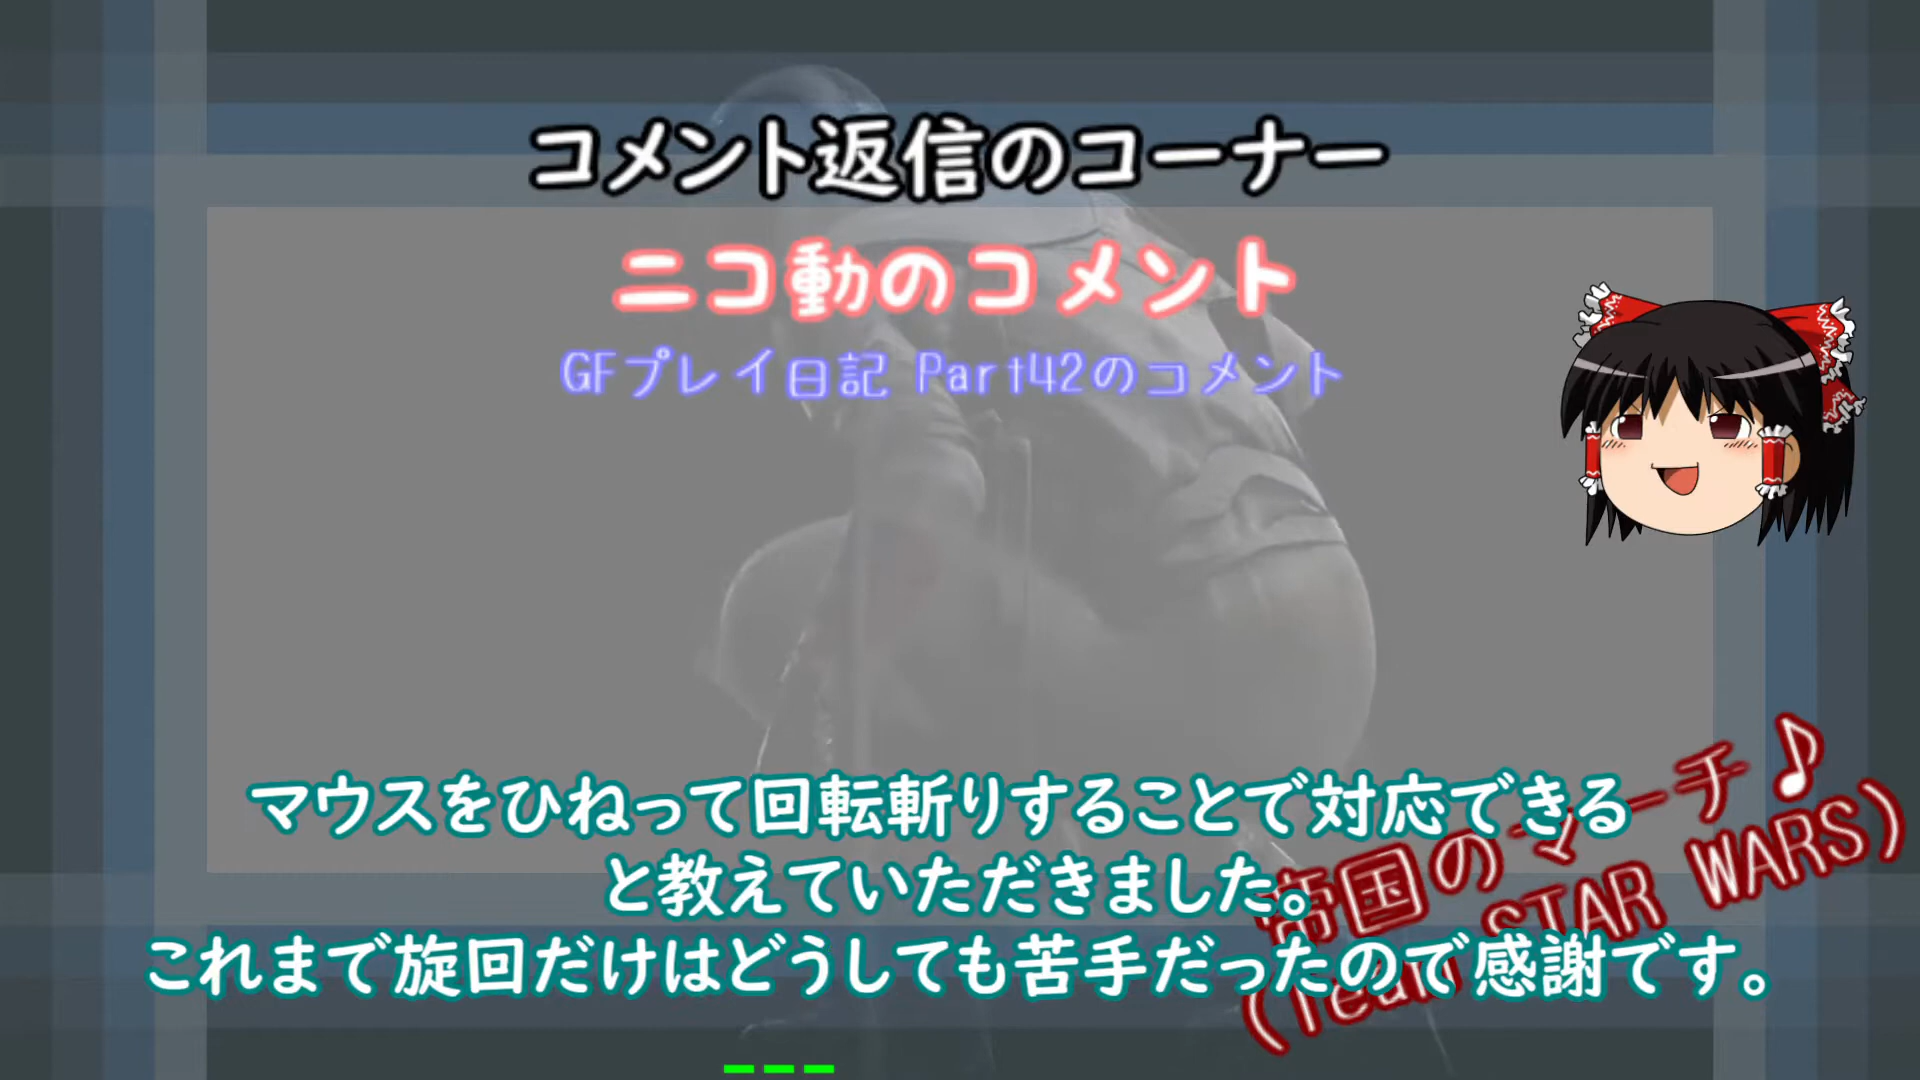 コメント返信のコーナー
ニコ動のコメント
GFプレイ日記 Part42のコメント
マウスをひねって回転斬りすることで対応できる
と教えていただきました。
これまで旋回だけはどうしても苦手だったので感謝です。
帝国のマーチ♪
(Team STAR WARS)